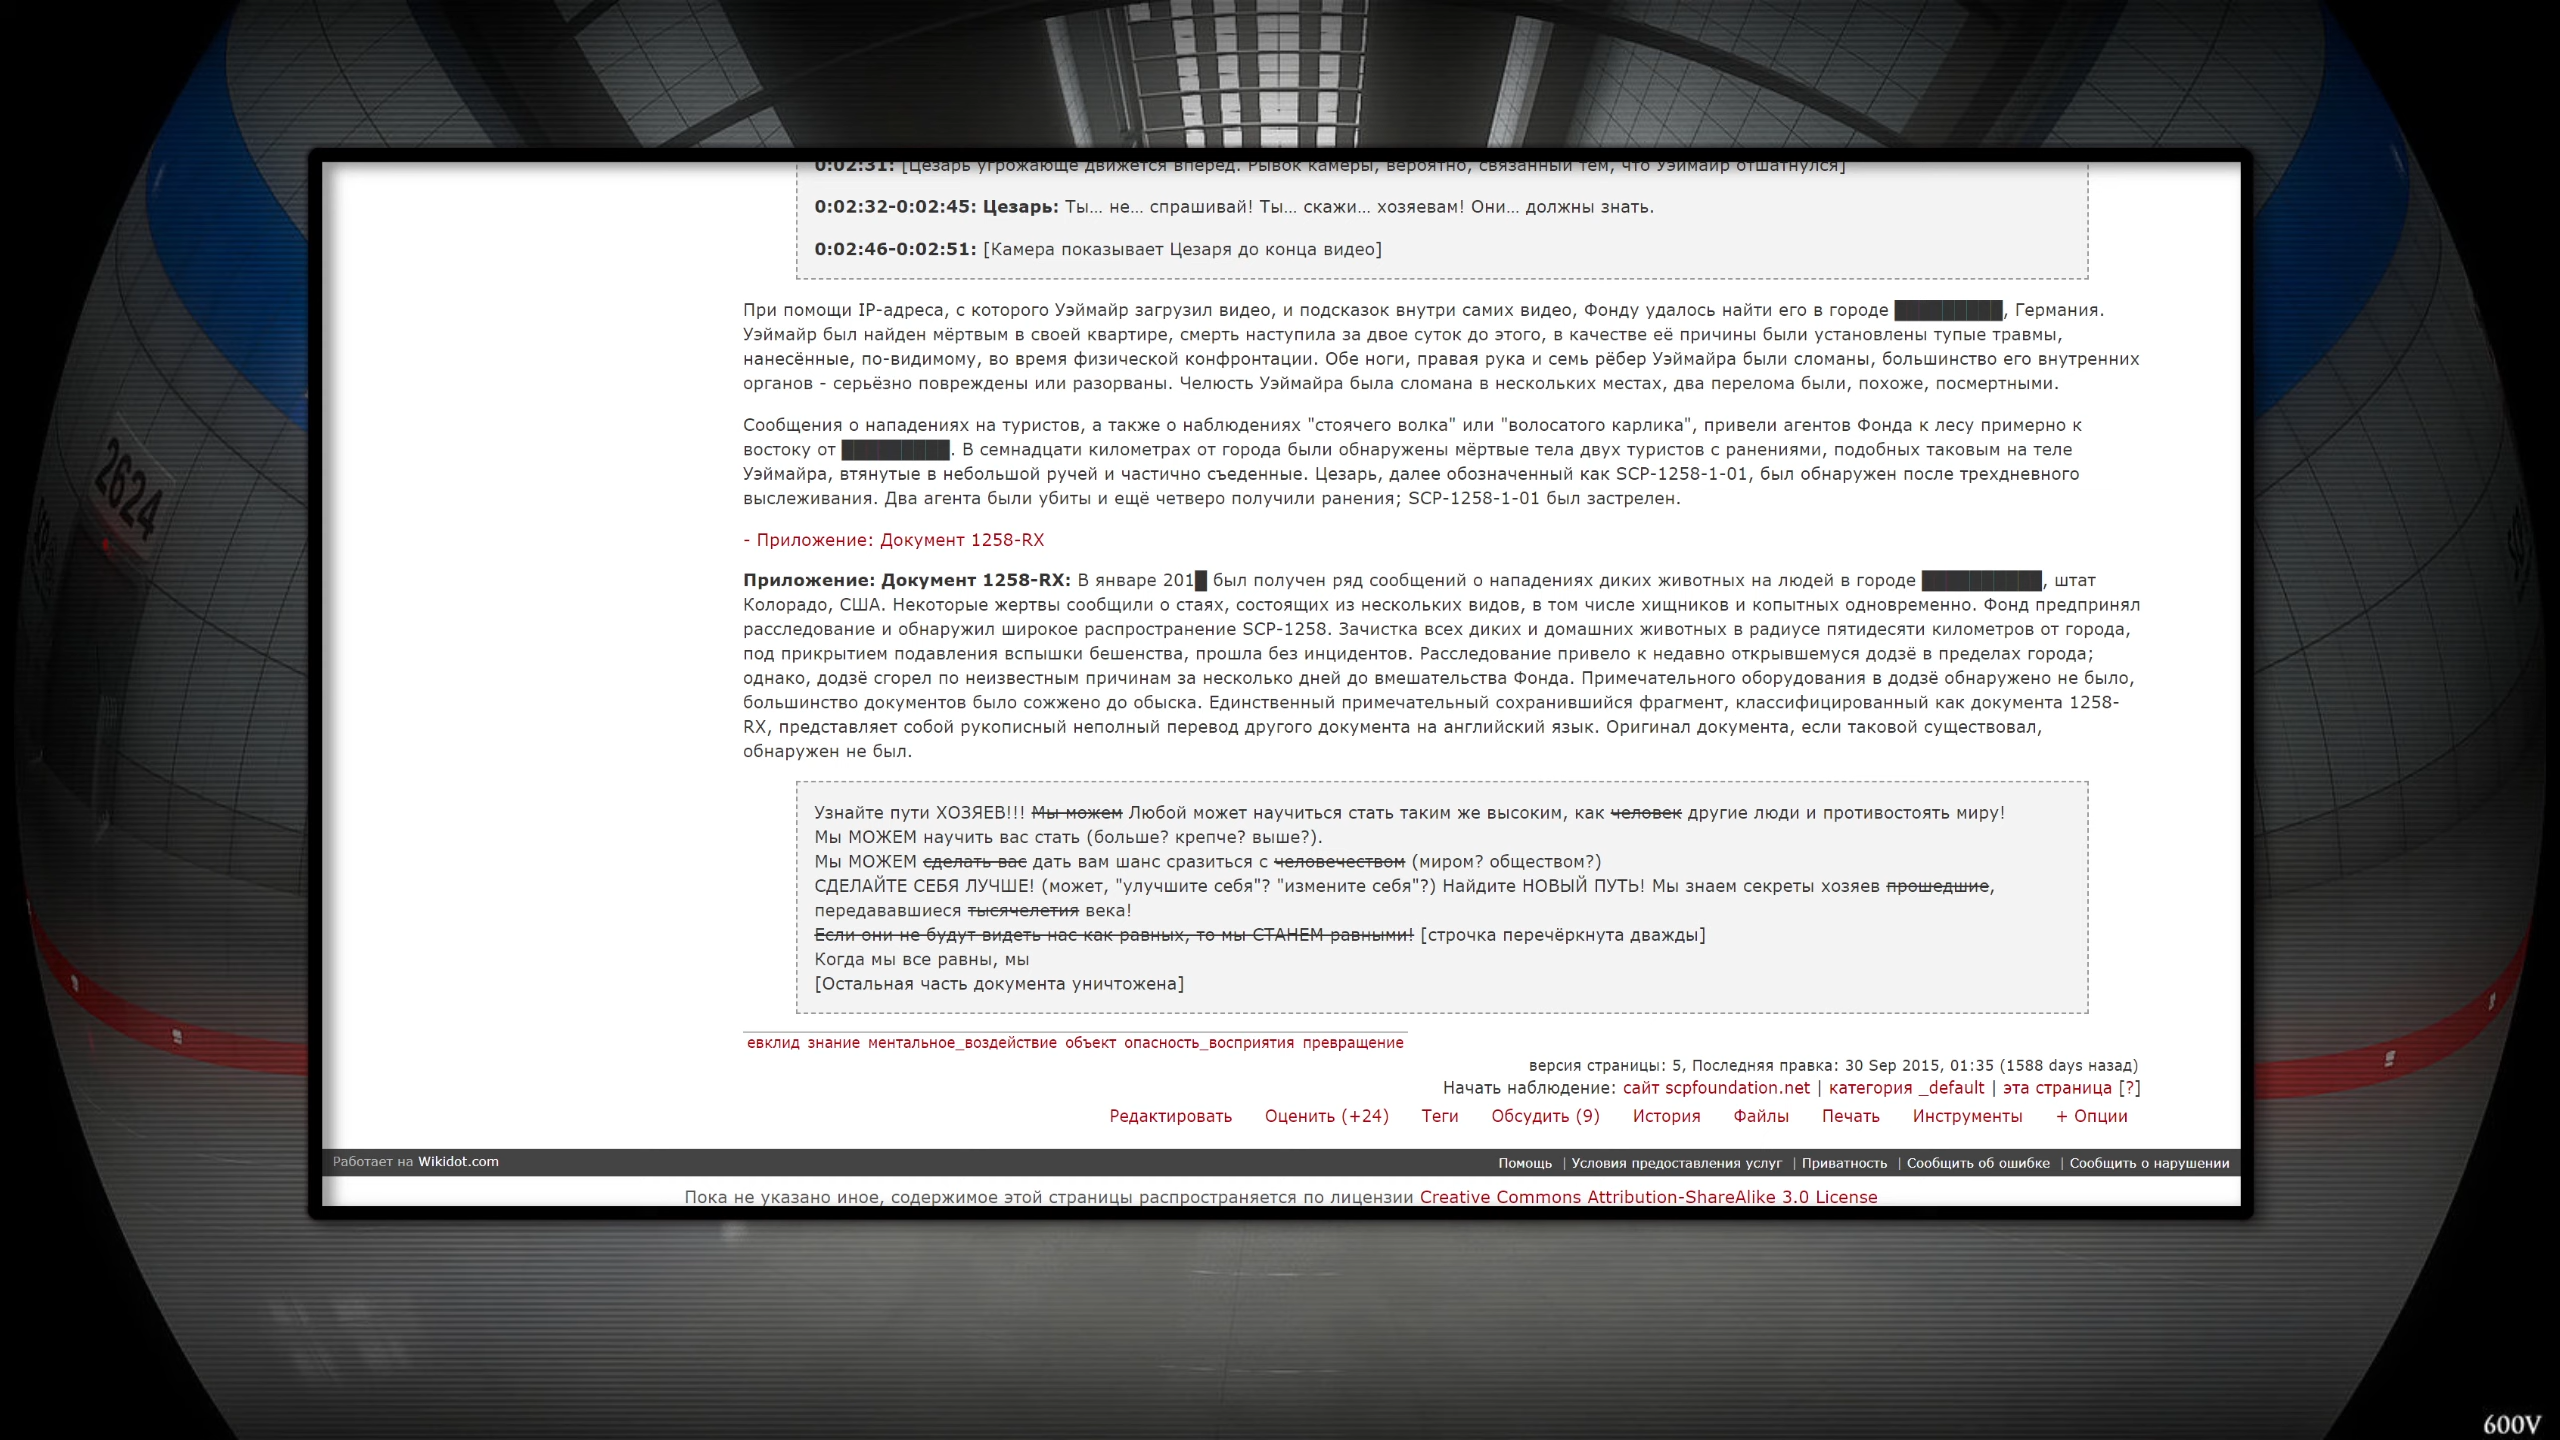 0:02:31: [Цезарь угрожающе движется вперёд. Рывок камеры, вероятно, связанный тем, что Уэймайр отшатнулся]
0:02:32-0:02:45: Цезарь: Ты... не... спрашивай! Ты... скажи... хозяевам! Они... должны знать.
0:02:46-0:02:51: [Камера показывает Цезаря до конца видео]
При помощи IP-адреса, с которого Уэймайр загрузил видео, и подсказок внутри самих видео, Фонду удалось найти его в городе █████████, Германия.
Уэймайр был найден мёртвым в своей квартире, смерть наступила за двое суток до этого, в качестве её причины были установлены тупые травмы,
нанесённые, по-видимому, во время физической конфронтации. Обе ноги, правая рука и семь рёбер Уэймайра были сломаны, большинство его внутренних
органов - серьёзно повреждены или разорваны. Челюсть Уэймайра была сломана в нескольких местах, два перелома были, похоже, посмертными.
Сообщения о нападениях на туристов, а также о наблюдениях "стоячего волка" или "волосатого карлика", привели агентов Фонда к лесу примерно к
востоку от █████████. В семнадцати километрах от города были обнаружены мёртвые тела двух туристов с ранениями, подобных таковым на теле
Уэймайра, втянутые в небольшой ручей и частично съеденные. Цезарь, далее обозначенный как SCP-1258-1-01, был обнаружен после трехдневного
выслеживания. Два агента были убиты и ещё четверо получили ранения; SCP-1258-1-01 был застрелен.
- Приложение: Документ 1258-RX
Приложение: Документ 1258-RX: В январе 201█ был получен ряд сообщений о нападениях диких животных на людей в городе ██████████, штат
Колорадо, США. Некоторые жертвы сообщили о стаях, состоящих из нескольких видов, в том числе хищников и копытных одновременно. Фонд предпринял
расследование и обнаружил широкое распространение SCP-1258. Зачистка всех диких и домашних животных в радиусе пятидесяти километров от города,
под прикрытием подавления вспышки бешенства, прошла без инцидентов. Расследование привело к недавно открывшемуся додзё в пределах города;
однако, додзё сгорел по неизвестным причинам за несколько дней до вмешательства Фонда. Примечательного оборудования в додзё обнаружено не было,
большинство документов было сожжено до обыска. Единственный примечательный сохранившийся фрагмент, классифицированный как документа 1258-
RX, представляет собой рукописный неполный перевод другого документа на английский язык. Оригинал документа, если таковой существовал,
обнаружен не был.
Узнайте пути ХОЗЯЕВ!!! Мы можем Любой может научиться стать таким же высоким, как человек другие люди и противостоять миру!
Мы МОЖЕМ научить вас стать (больше? крепче? выше?).
Мы МОЖЕМ сделать вас дать вам шанс сразиться с человечеством (миром? обществом?)
СДЕЛАЙТЕ СЕБЯ ЛУЧШЕ! (может, "улучшите себя"? "измените себя"?) Найдите НОВЫЙ ПУТЬ! Мы знаем секреты хозяев прошедшие,
передававшиеся тысячелетия века!
Если они не будут видеть нас как равных, то мы СТАНЕМ равными! [строчка перечёркнута дважды]
Когда мы все равны, мы
[Остальная часть документа уничтожена]
евклид знание ментальное_воздействие объект опасность_восприятия превращение
версия страницы: 5, Последняя правка: 30 Sep 2015, 01:35 (1588 days назад)
Начать наблюдение: сайт scpfoundation.net | категория _default | эта страница [?]
Редактировать Оценить (+24) Теги Обсудить (9) История Файлы Печать Инструменты + Опции
Работает на Wikidot.com
Помощь | Условия предоставления услуг | Приватность | Сообщить об ошибке | Сообщить о нарушении
Пока не указано иное, содержимое этой страницы распространяется по лицензии Creative Commons Attribution-ShareAlike 3.0 License
2624
600V